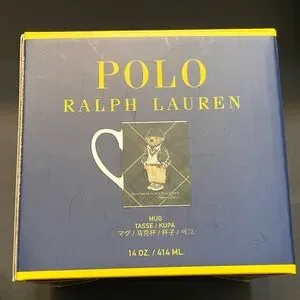 POLO
RALPH LAUREN
MUG
TASSE / KUPA
マグ / 马克杯 / 杯子 / 머그
14 OZ. / 414 ML.